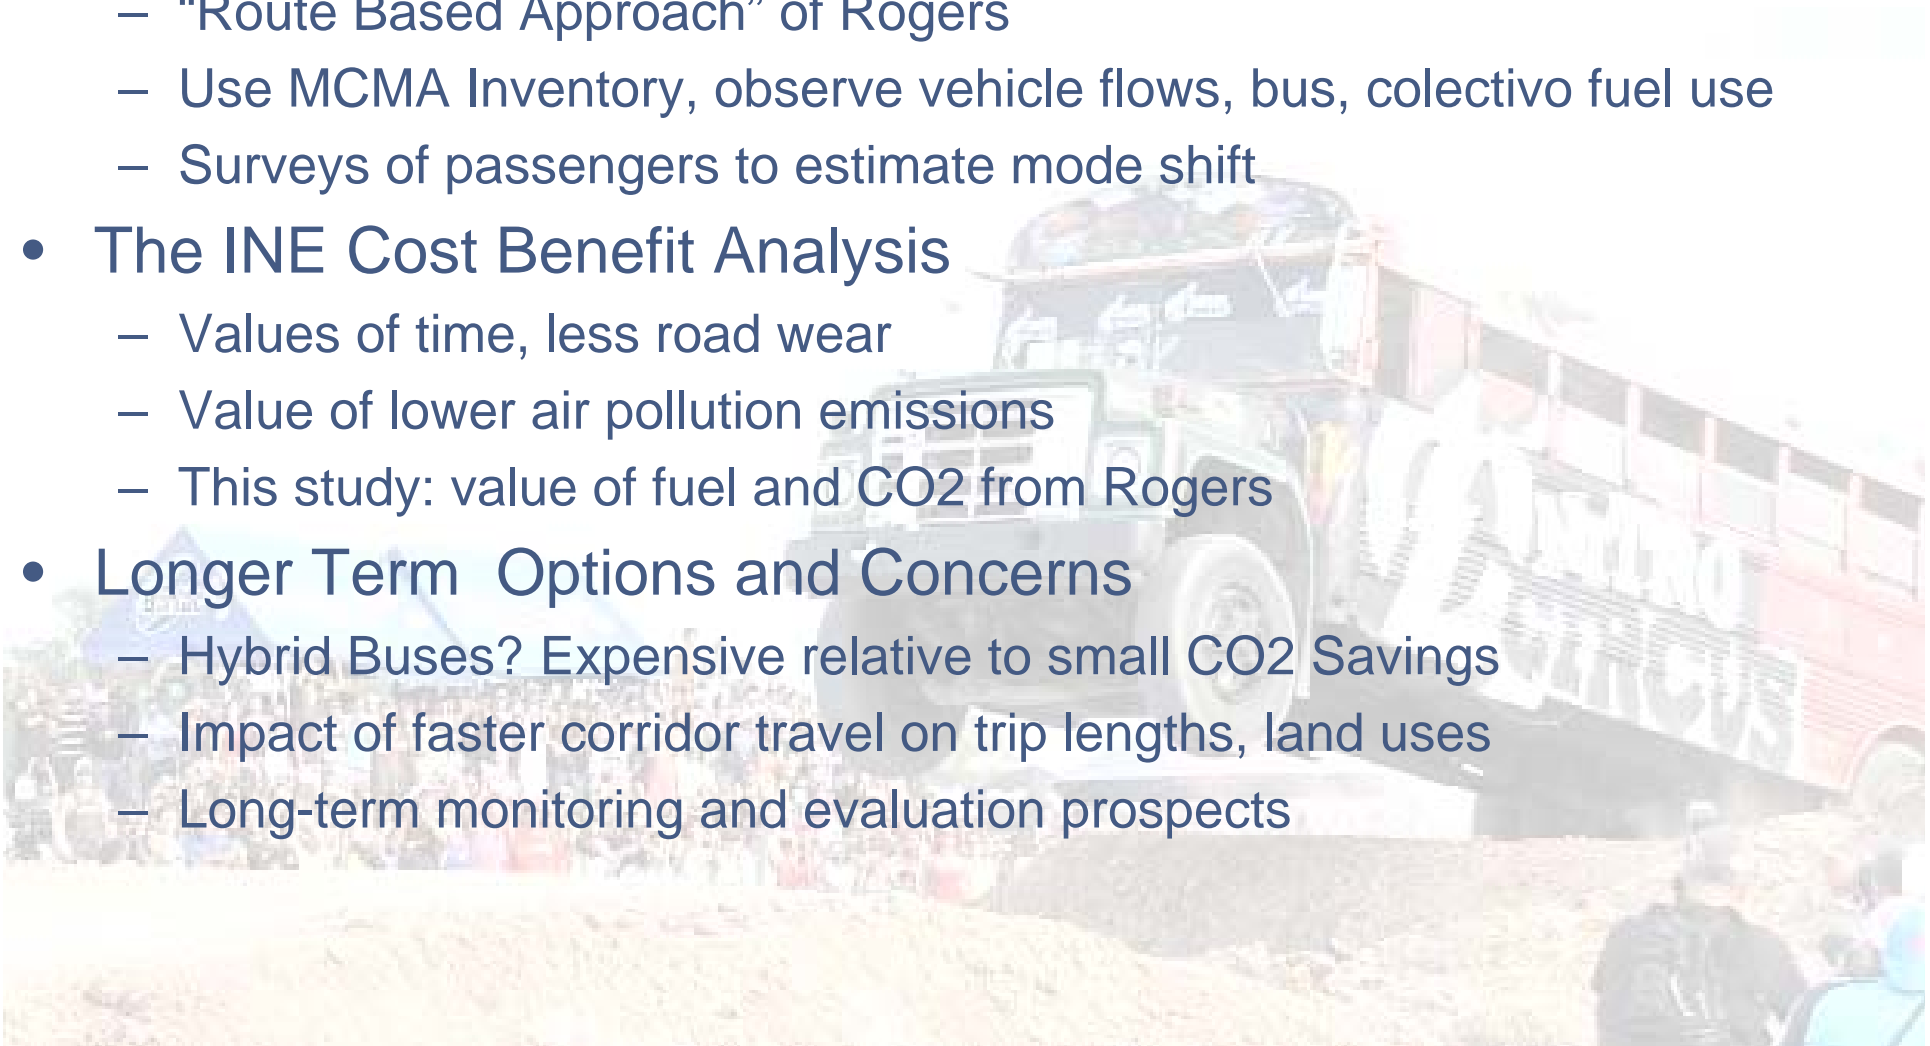 – “Route Based Approach” of Rogers
– Use MCMA Inventory, observe vehicle flows, bus, colectivo fuel use
– Surveys of passengers to estimate mode shift
• The INE Cost Benefit Analysis
– Values of time, less road wear
– Value of lower air pollution emissions
– This study: value of fuel and CO2 from Rogers
• Longer Term  Options and Concerns
– Hybrid Buses? Expensive relative to small CO2 Savings
– Impact of faster corridor travel on trip lengths, land uses
– Long-term monitoring and evaluation prospects